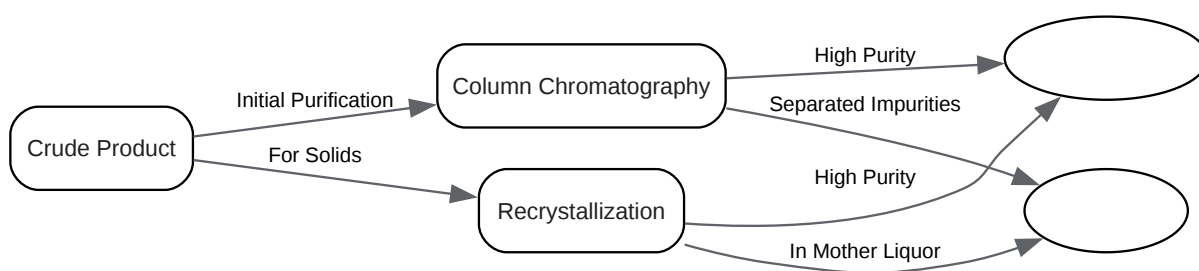 High Purity
Column Chromatography
Initial Purification
Separated Impurities
Crude Product
For Solids
High Purity
Recrystallization
In Mother Liquor